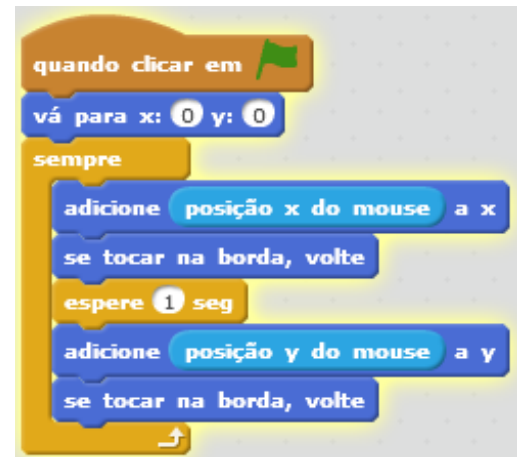 quando clicar em
vá para x: 0 y: 0
sempre
adicione posição x do mouse a x
se tocar na borda, volte
espere 1 seg
adicione posição y do mouse a y
se tocar na borda, volte